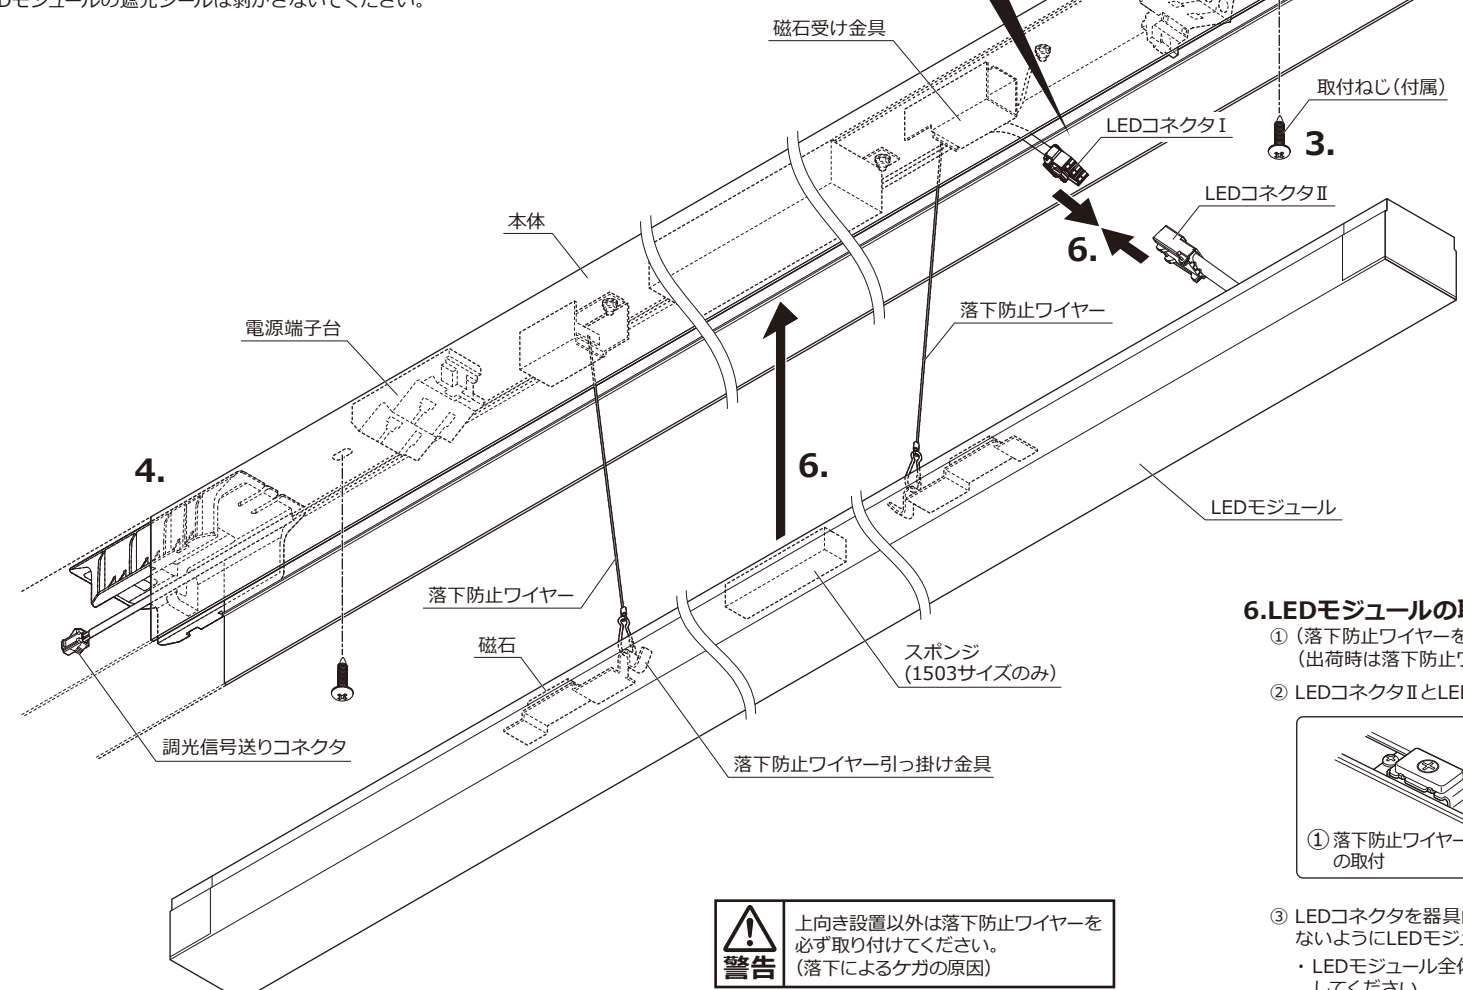 Dモジュールの遮光シールは剥がさないでください。
磁石受け金具
取付ねじ（付属）
LEDコネクタⅠ
3.
LEDコネクタⅡ
本体
6.
落下防止ワイヤー
電源端子台
4.
6.
LEDモジュール
落下防止ワイヤー
磁石
スポンジ
(1503サイズのみ)
調光信号送りコネクタ
落下防止ワイヤー引っ掛け金具
6.LEDモジュールの
①（落下防止ワイヤーを
（出荷時は落下防止
② LEDコネクタⅡとLE
① 落下防止ワイヤー
の取付
③ LEDコネクタを器具
ないようにLEDモジ
・LEDモジュール全
してください
警告
上向き設置以外は落下防止ワイヤーを
必ず取り付けてください。
（落下によるケガの原因）